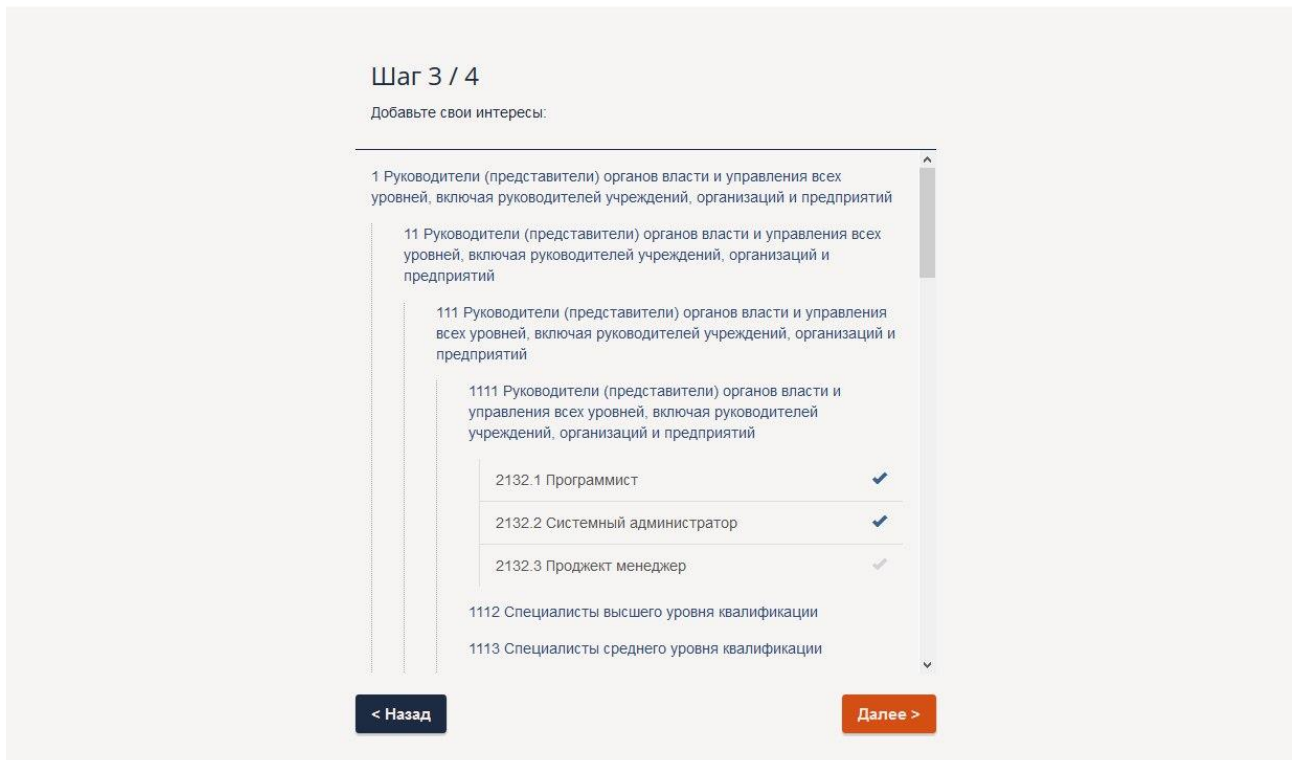 Шаг 3 / 4
Добавьте свои интересы:
1 Руководители (представители) органов власти и управления всех
уровней, включая руководителей учреждений, организаций и предприятий
11 Руководители (представители) органов власти и управления всех
уровней, включая руководителей учреждений, организаций и
предприятий
111 Руководители (представители) органов власти и управления
всех уровней, включая руководителей учреждений, организаций и
предприятий
1111 Руководители (представители) органов власти и
управления всех уровней, включая руководителей
учреждений, организаций и предприятий
2132.1 Программист
2132.2 Системный администратор
2132.3 Проджект менеджер
1112 Специалисты высшего уровня квалификации
1113 Специалисты среднего уровня квалификации
< Назад
Далее >